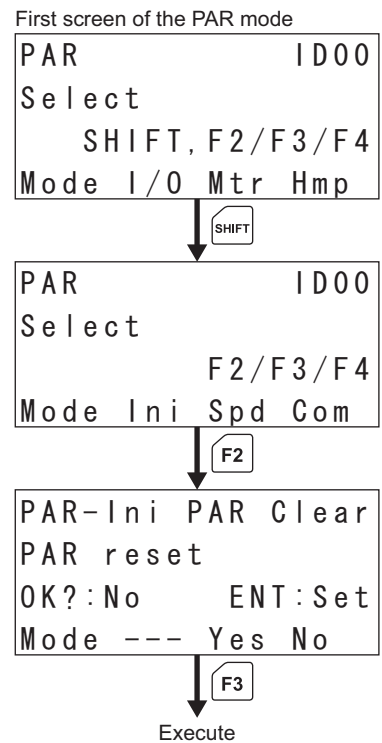 First screen of the PAR mode
PAR ID00
Select
SHIFT, F2/F3/F4
Mode I/O Mtr Hmp
SHIFT
PAR ID00
Select
F2/F3/F4
Mode Ini Spd Com
F2
PAR-Ini PAR Clear
PAR reset
OK?:No ENT:Set
Mode --- Yes No
F3
Execute